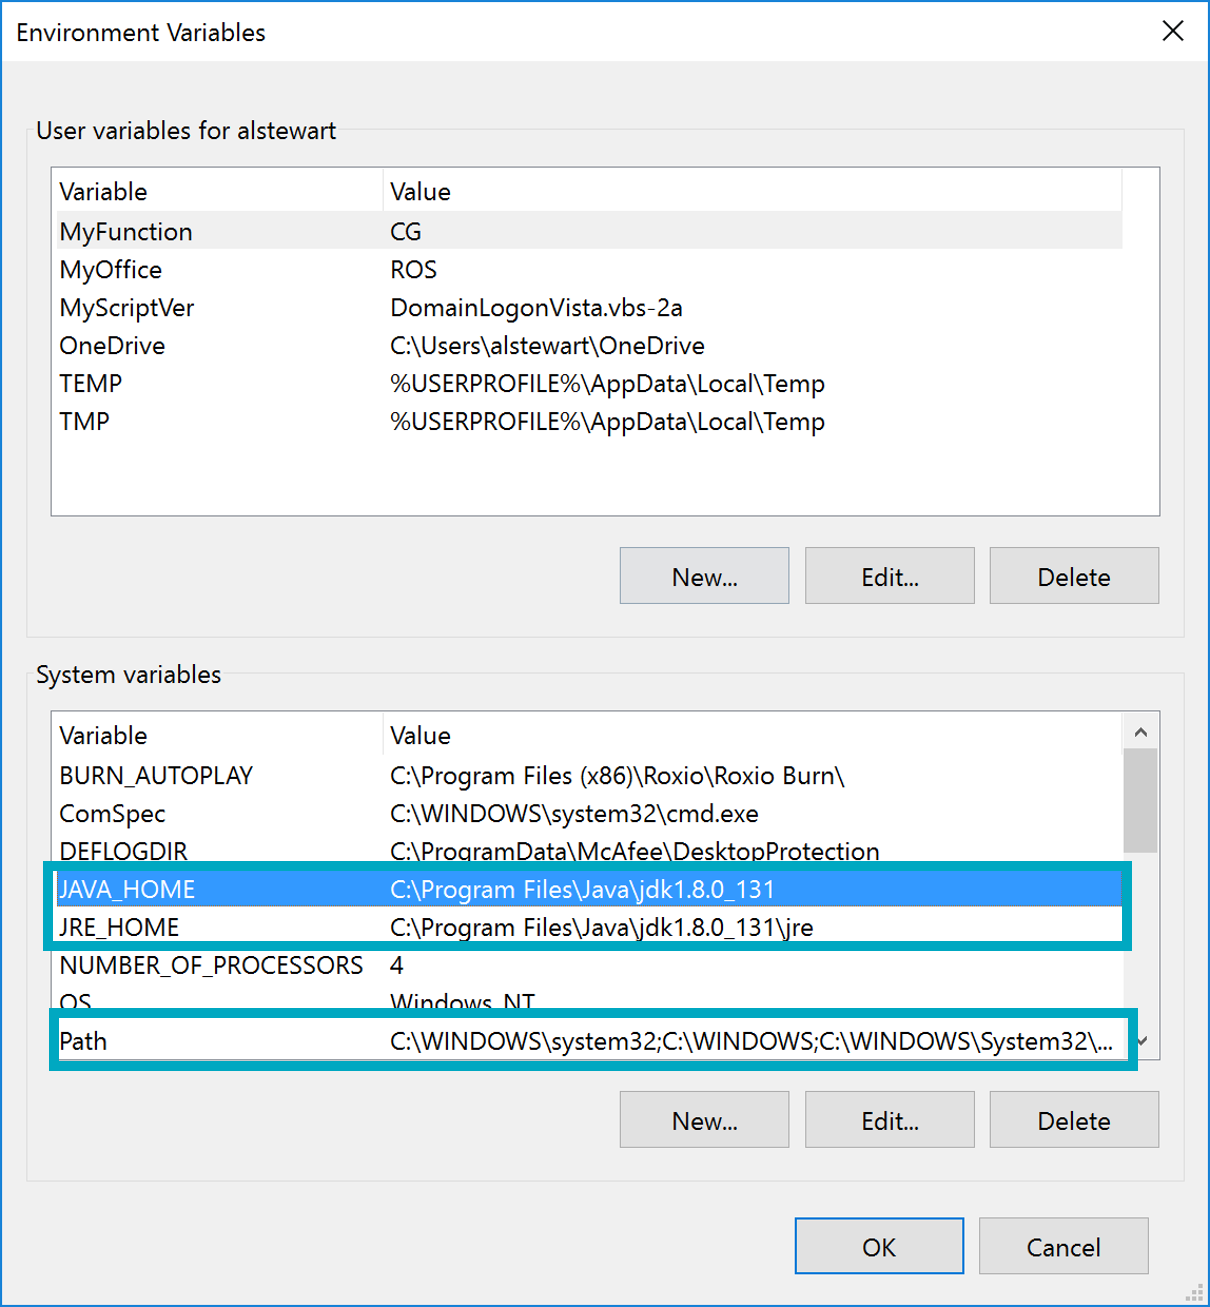 Environment Variables
User variables for alstewart
Variable Value
MyFunction CG
MyOffice ROS
MyScriptVer DomainLogonVista.vbs-2a
OneDrive C:\Users\alstewart\OneDrive
TEMP %USERPROFILE%\AppData\Local\Temp
TMP %USERPROFILE%\AppData\Local\Temp
New... Edit... Delete
System variables
Variable Value
BURN_AUTOPLAY C:\Program Files (x86)\Roxio\Roxio Burn\
ComSpec C:\WINDOWS\system32\cmd.exe
DEFLOGDIR C:\ProgramData\McAfee\DesktopProtection
JAVA_HOME C:\Program Files\Java\jdk1.8.0_131
JRE_HOME C:\Program Files\Java\jdk1.8.0_131\jre
NUMBER_OF_PROCESSORS 4
OS Windows_NT
Path C:\WINDOWS\system32;C:\WINDOWS;C:\WINDOWS\System32\...
New... Edit... Delete
OK Cancel